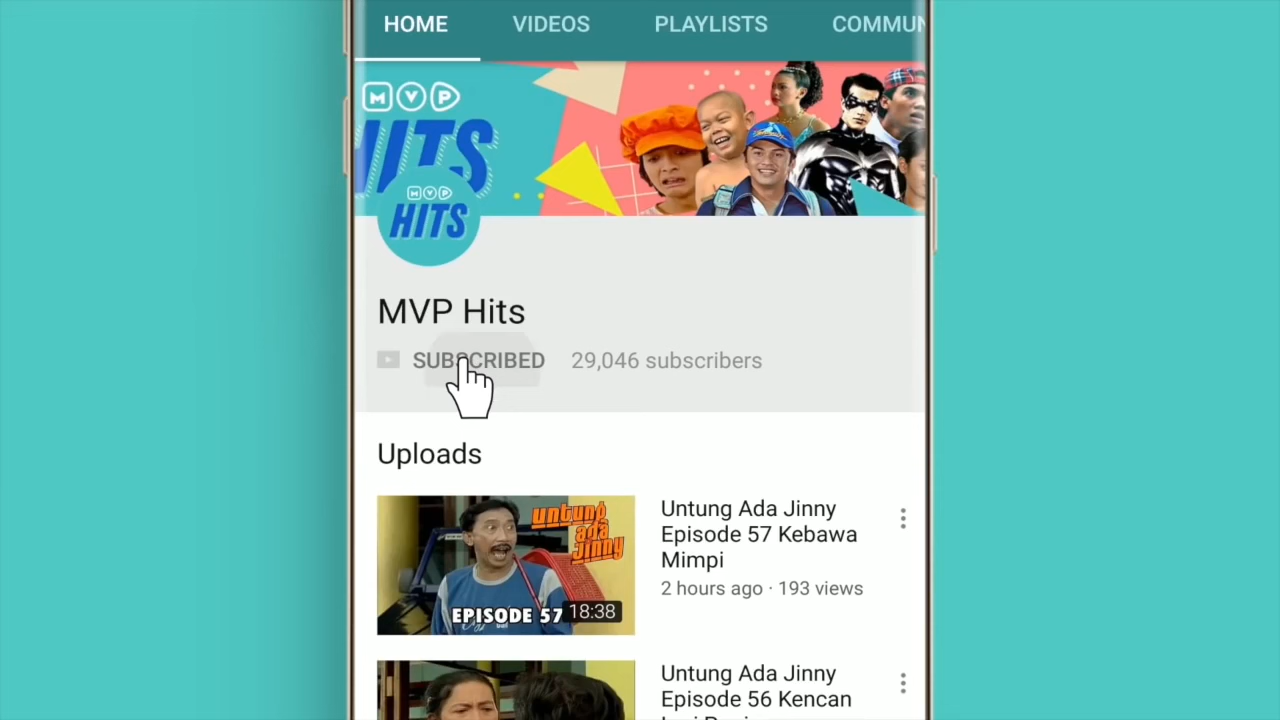 HOME VIDEOS PLAYLISTS COMMUN
MVP
HITS
MVP
HITS
MVP Hits
SUBSCRIBED 29,046 subscribers
Uploads
untung
ada
jinny
EPISODE 57 18:38
Untung Ada Jinny
Episode 57 Kebawa
Mimpi
2 hours ago · 193 views
Untung Ada Jinny
Episode 56 Kencan